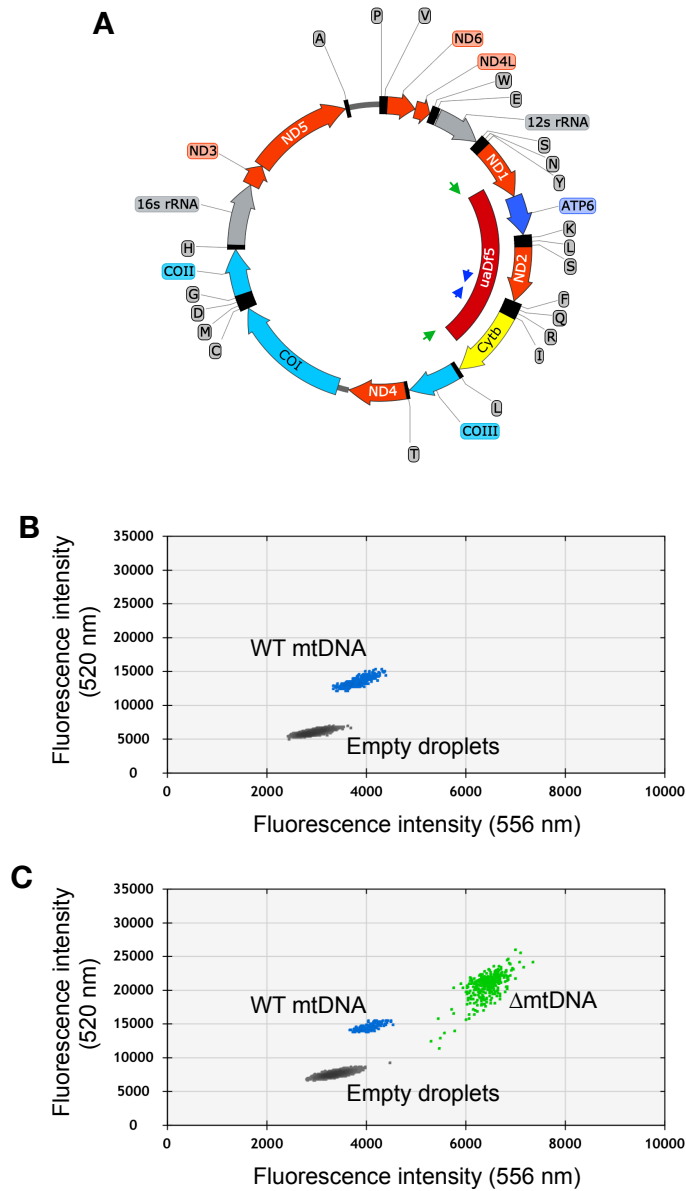 A
A
P
V
ND6
ND4L
W
E
12s rRNA
S
N
Y
ND1
ATP6
K
L
S
ND2
F
Q
R
I
Cytb
L
COIII
T
ND4
COI
C
M
D
G
COII
H
16s rRNA
ND3
ND5
uaDf5
B
Fluorescence intensity
(520 nm)
35000
30000
25000
20000
15000
10000
5000
0
WT mtDNA
Empty droplets
0 2000 4000 6000 8000 10000
Fluorescence intensity (556 nm)
C
Fluorescence intensity
(520 nm)
35000
30000
25000
20000
15000
10000
5000
0
WT mtDNA
ΔmtDNA
Empty droplets
0 2000 4000 6000 8000 10000
Fluorescence intensity (556 nm)